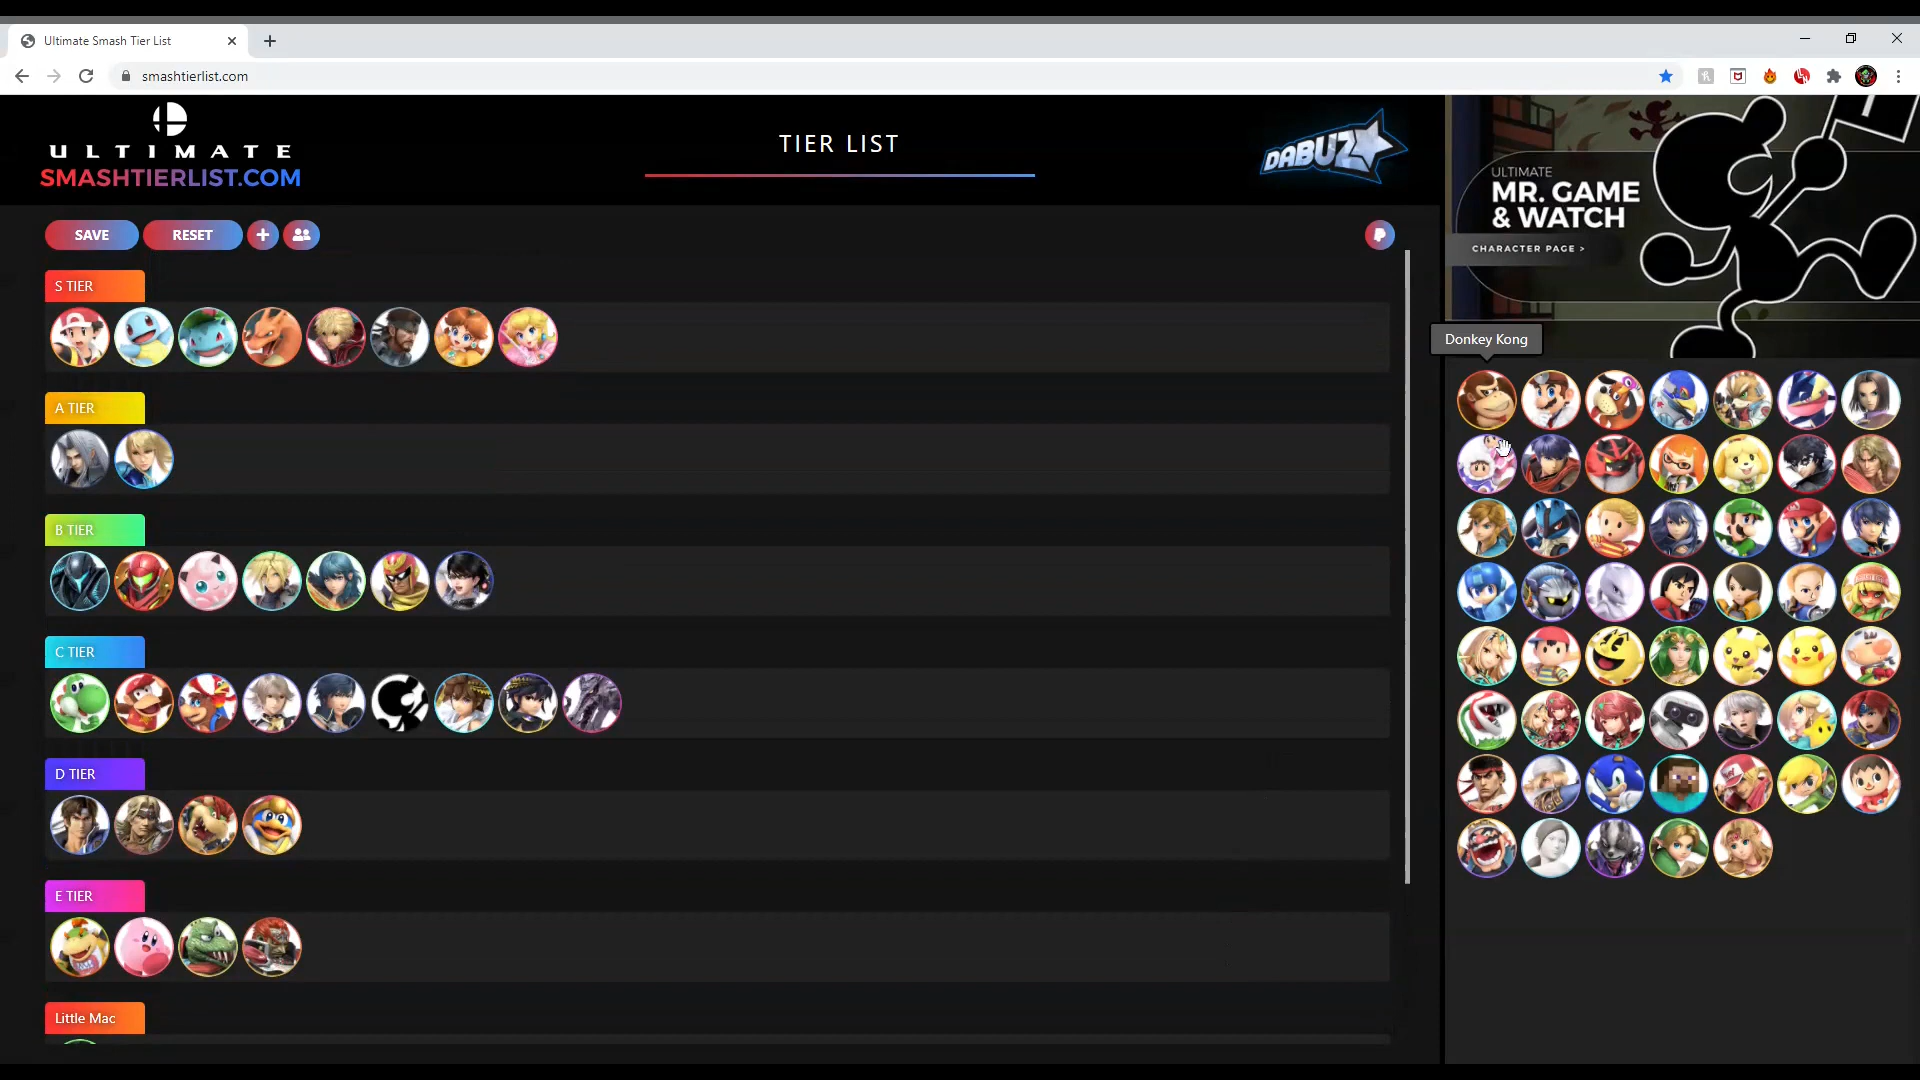 Ultimate Smash Tier List
smashtierlist.com
ULTIMATE
SMASHTIERLIST.COM
TIER LIST
DABUZ
ULTIMATE
MR. GAME
& WATCH
CHARACTER PAGE >
SAVE
RESET
S TIER
Donkey Kong
A TIER
B TIER
C TIER
D TIER
E TIER
Little Mac